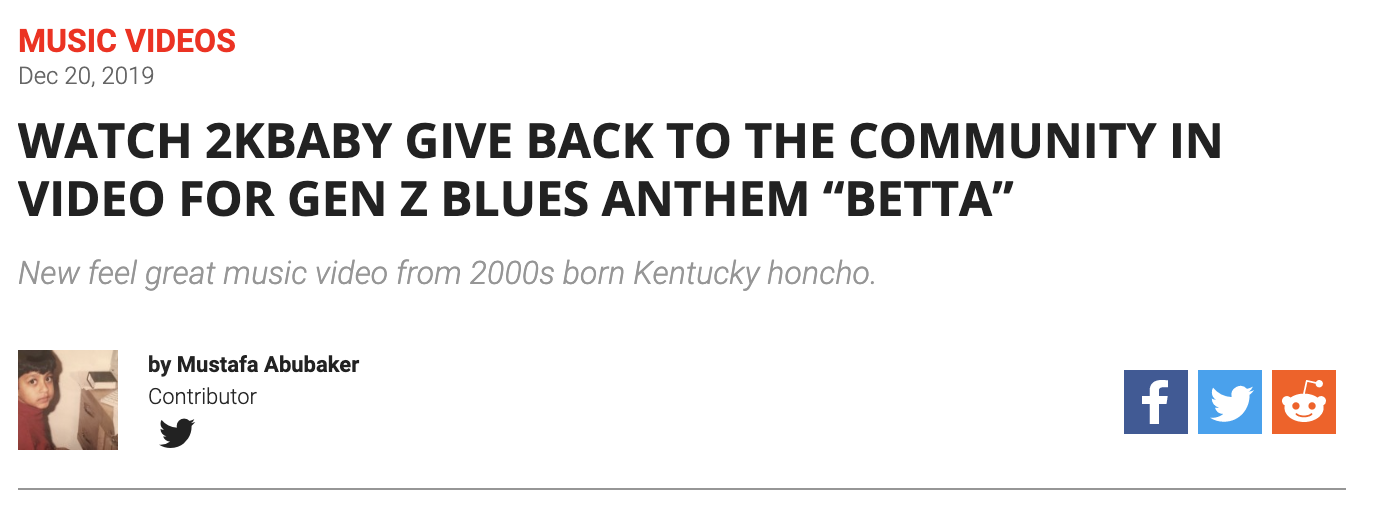 MUSIC VIDEOS
Dec 20, 2019
WATCH 2KBABY GIVE BACK TO THE COMMUNITY IN
VIDEO FOR GEN Z BLUES ANTHEM “BETTA”
New feel great music video from 2000s born Kentucky honcho.
by Mustafa Abubaker
Contributor